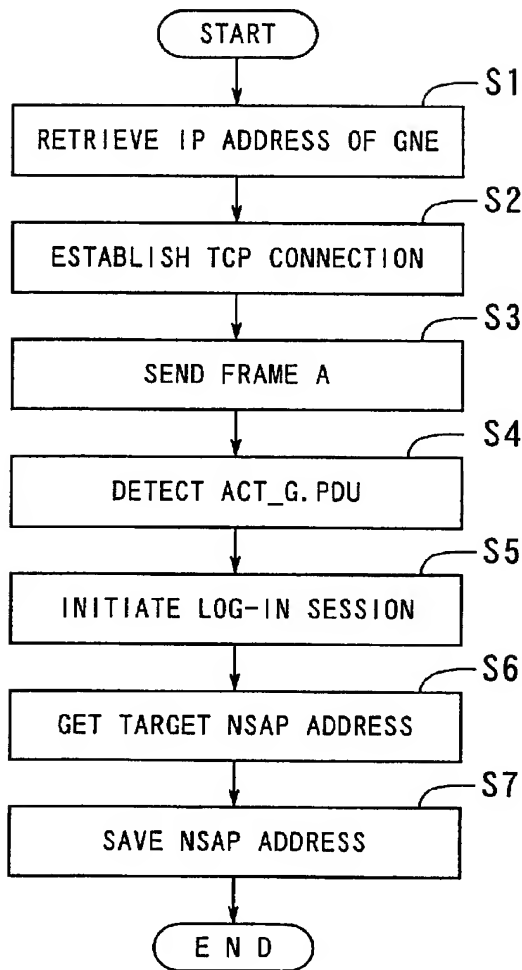 START
S1
RETRIEVE IP ADDRESS OF GNE
S2
ESTABLISH TCP CONNECTION
S3
SEND FRAME A
S4
DETECT ACT_G.PDU
S5
INITIATE LOG-IN SESSION
S6
GET TARGET NSAP ADDRESS
S7
SAVE NSAP ADDRESS
END